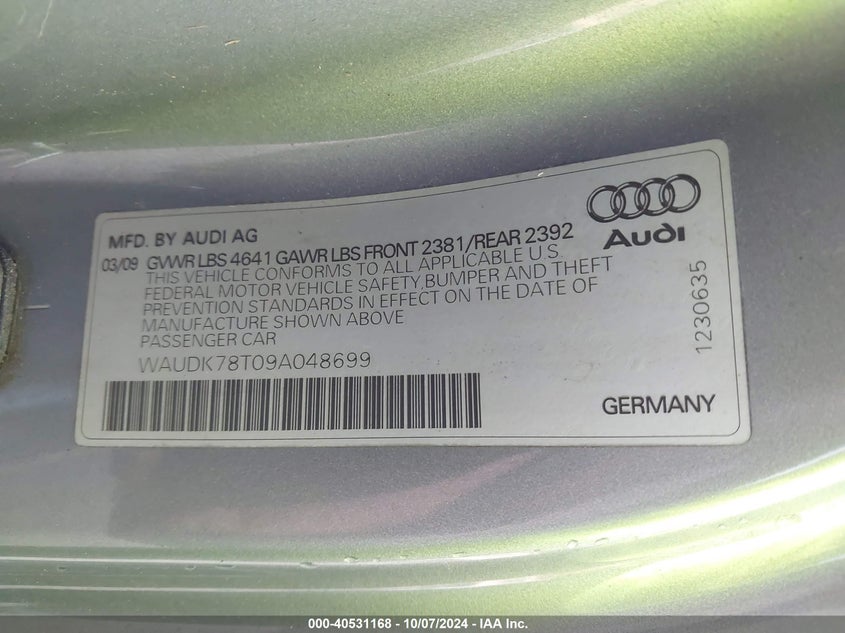 MFD. BY AUDI AG
03/09 GVWR LBS 4641 GAWR LBS FRONT 2381/REAR 2392
THIS VEHICLE CONFORMS TO ALL APPLICABLE U.S.
FEDERAL MOTOR VEHICLE SAFETY, BUMPER AND THEFT
PREVENTION STANDARDS IN EFFECT ON THE DATE OF
MANUFACTURE SHOWN ABOVE
PASSENGER CAR
WAUDK78T09A048699
Audi
1230635
GERMANY
000-40531168 - 10/07/2024 - IAA Inc.